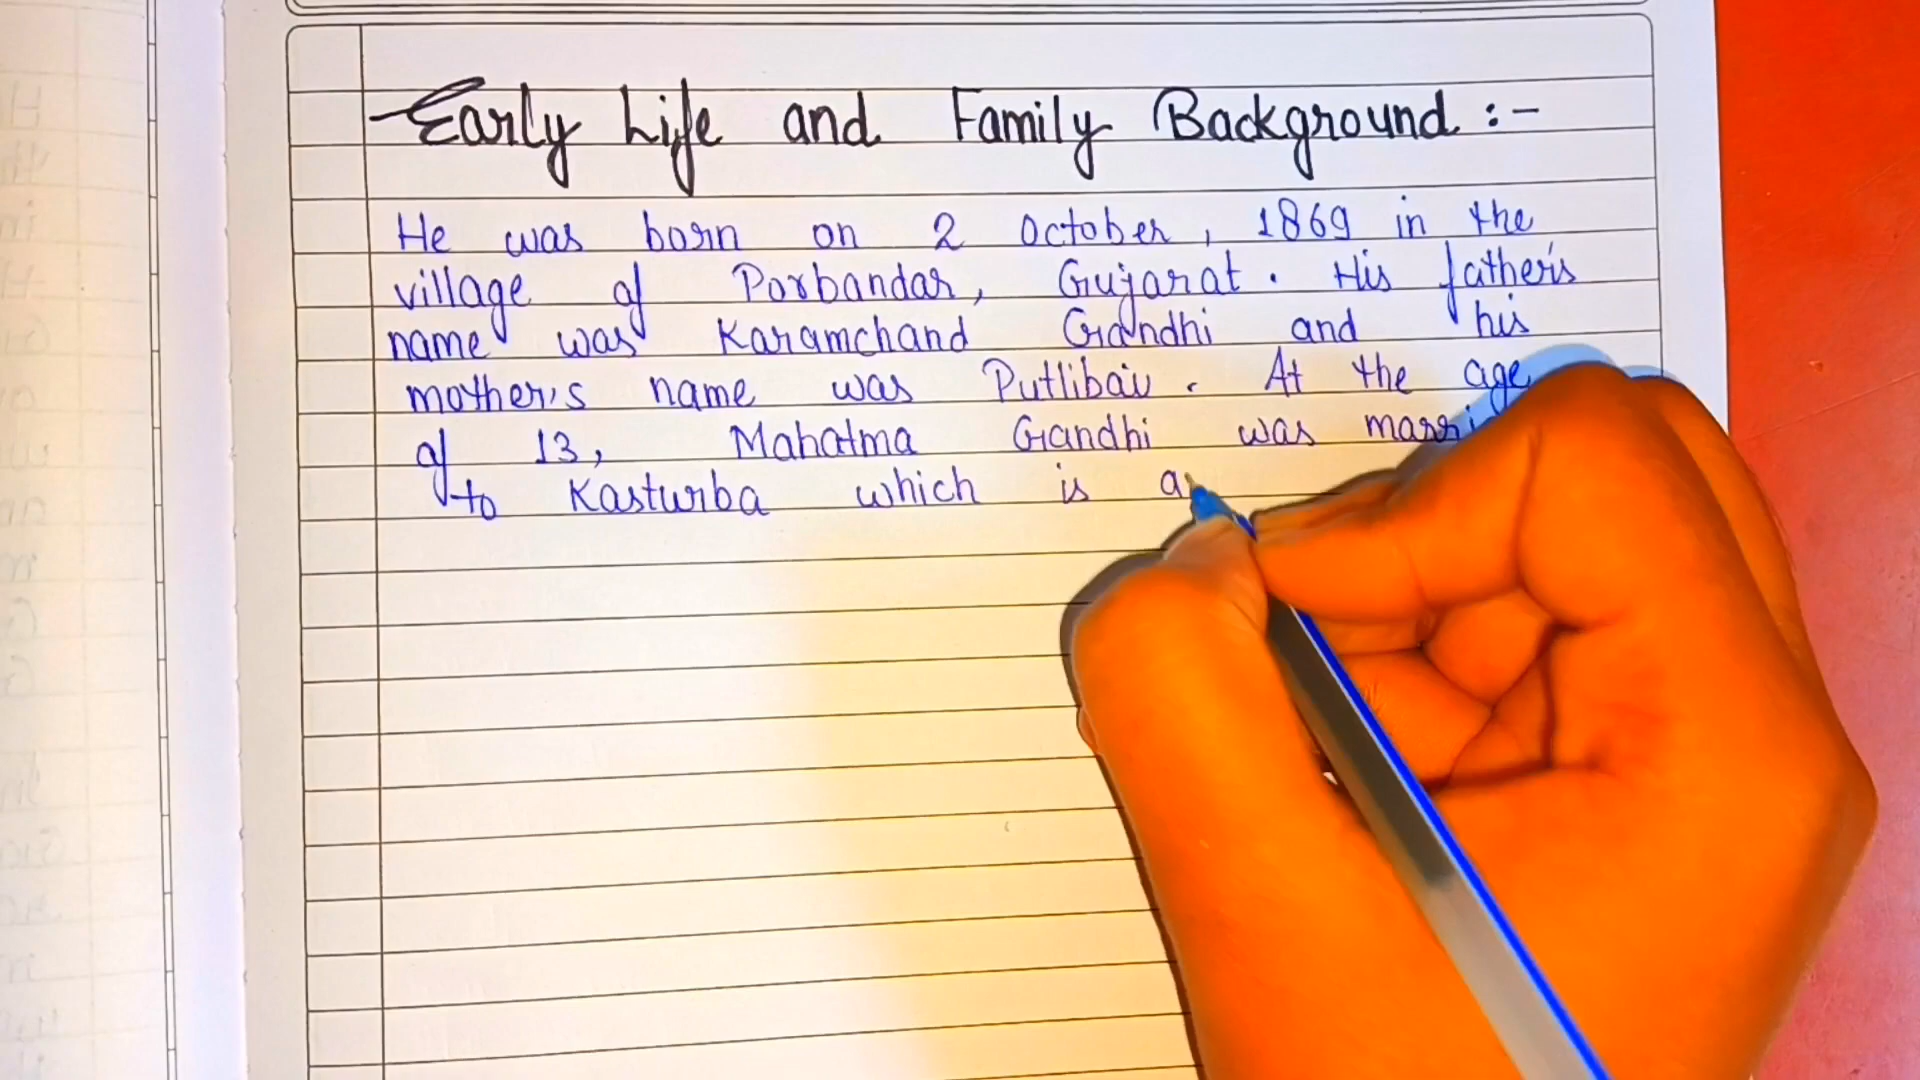 Early Life and Family Background :-
He was born on 2 October, 1869 in the
village of Porbandar, Gujarat. His father's
name was Karamchand Gandhi and his
mother's name was Putlibai. At the age
of 13, Mahatma Gandhi was
to Kasturba which is